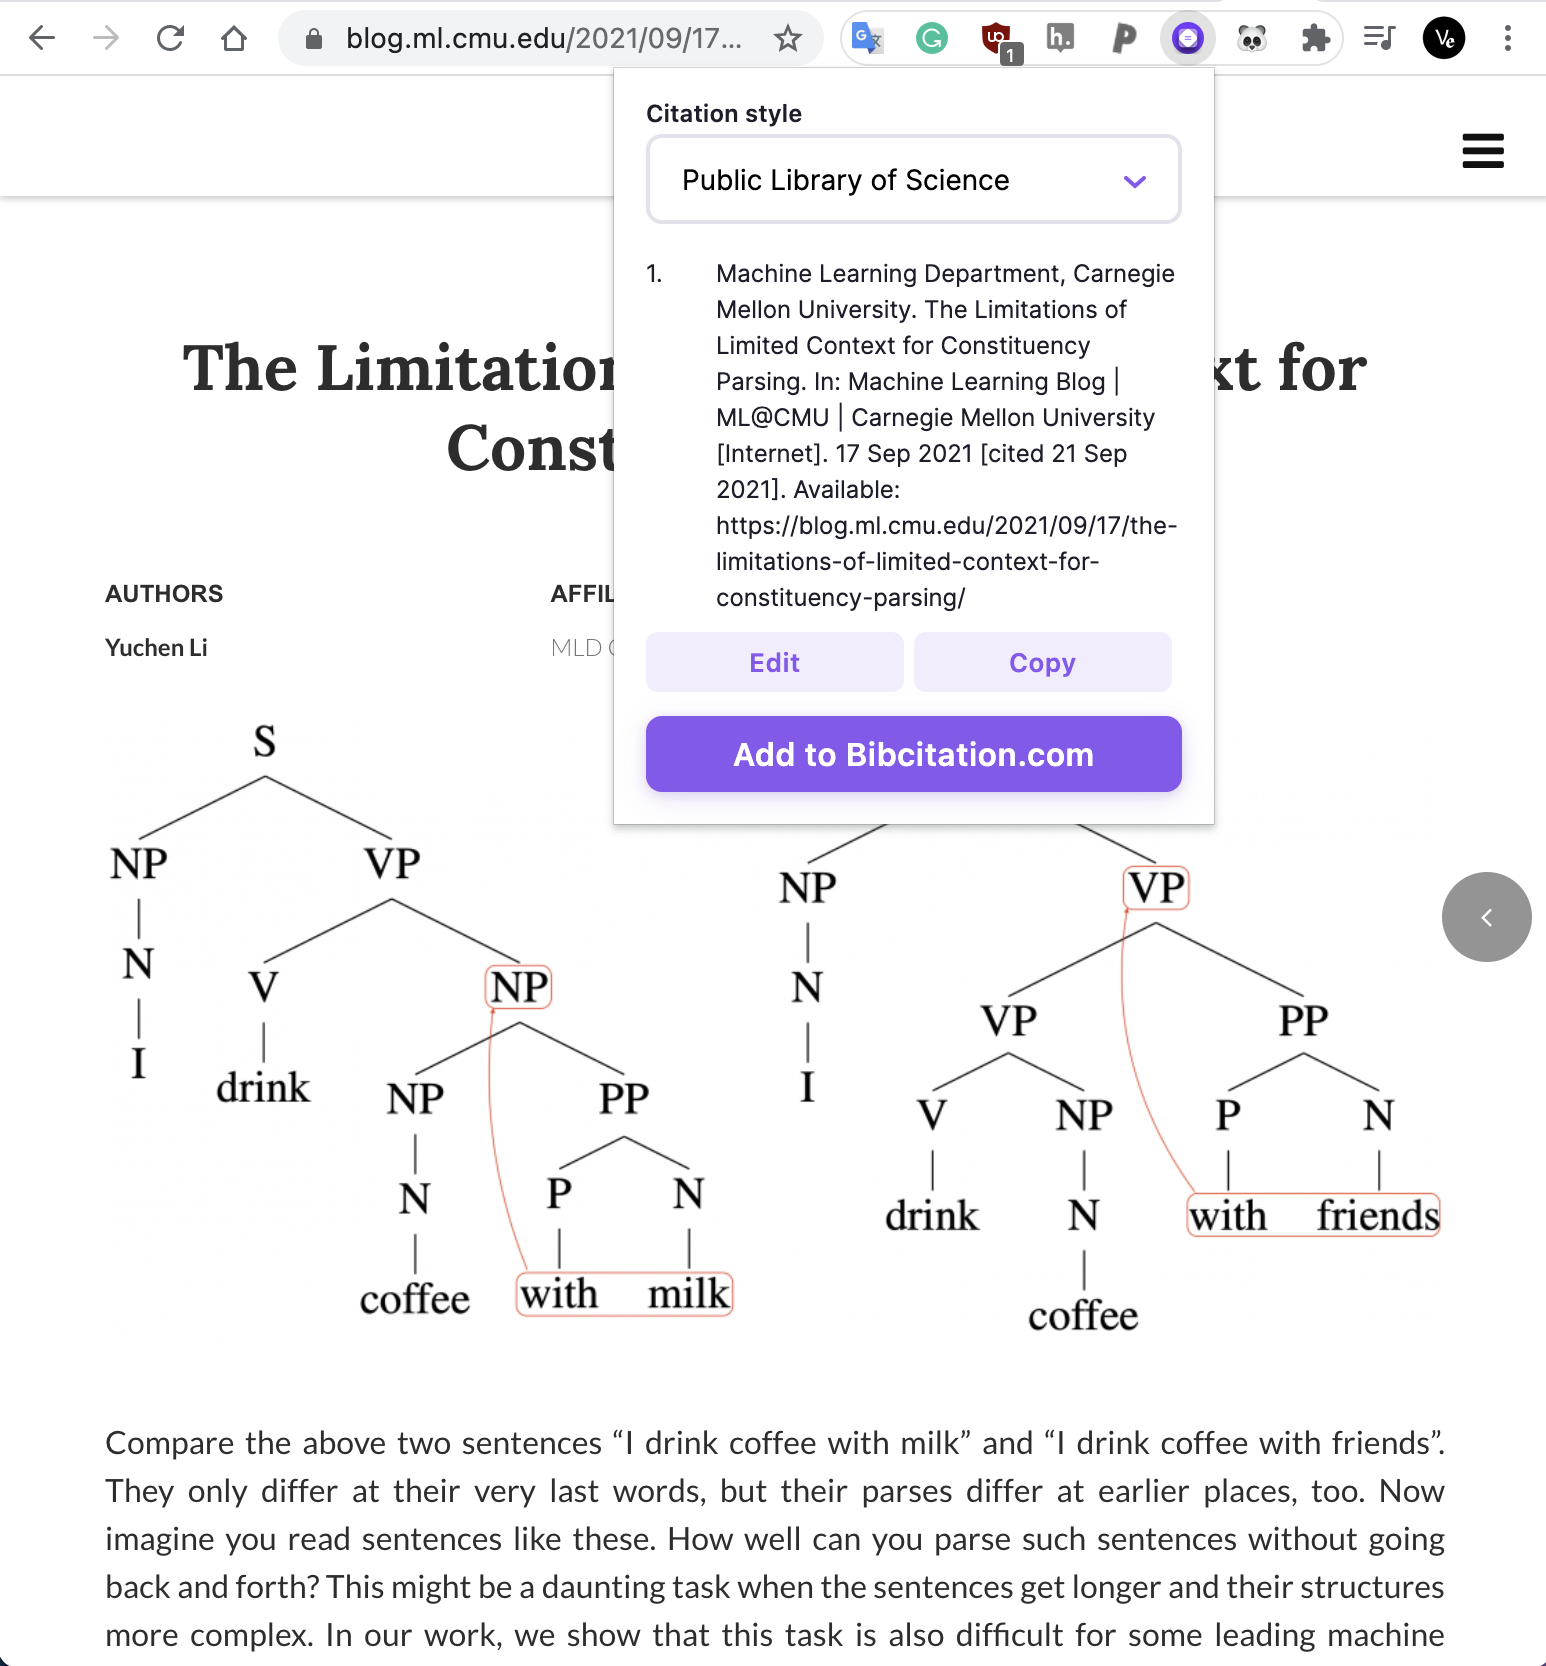 blog.ml.cmu.edu/2021/09/17...
G
1
h.
P
Ve
Citation style
Public Library of Science
1. Machine Learning Department, Carnegie
Mellon University. The Limitations of
Limited Context for Constituency
Parsing. In: Machine Learning Blog |
ML@CMU | Carnegie Mellon University
[Internet]. 17 Sep 2021 [cited 21 Sep
2021]. Available:
https://blog.ml.cmu.edu/2021/09/17/the-
limitations-of-limited-context-for-
constituency-parsing/
Edit Copy
Add to Bibcitation.com
The Limitation xt for
Const
AUTHORS AFFIL
Yuchen Li MLD
S
NP VP
N V NP
I drink NP PP
N P N
coffee with milk
NP VP
N VP PP
I V NP P N
drink N with friends
coffee
Compare the above two sentences “I drink coffee with milk” and “I drink coffee with friends”.
They only differ at their very last words, but their parses differ at earlier places, too. Now
imagine you read sentences like these. How well can you parse such sentences without going
back and forth? This might be a daunting task when the sentences get longer and their structures
more complex. In our work, we show that this task is also difficult for some leading machine